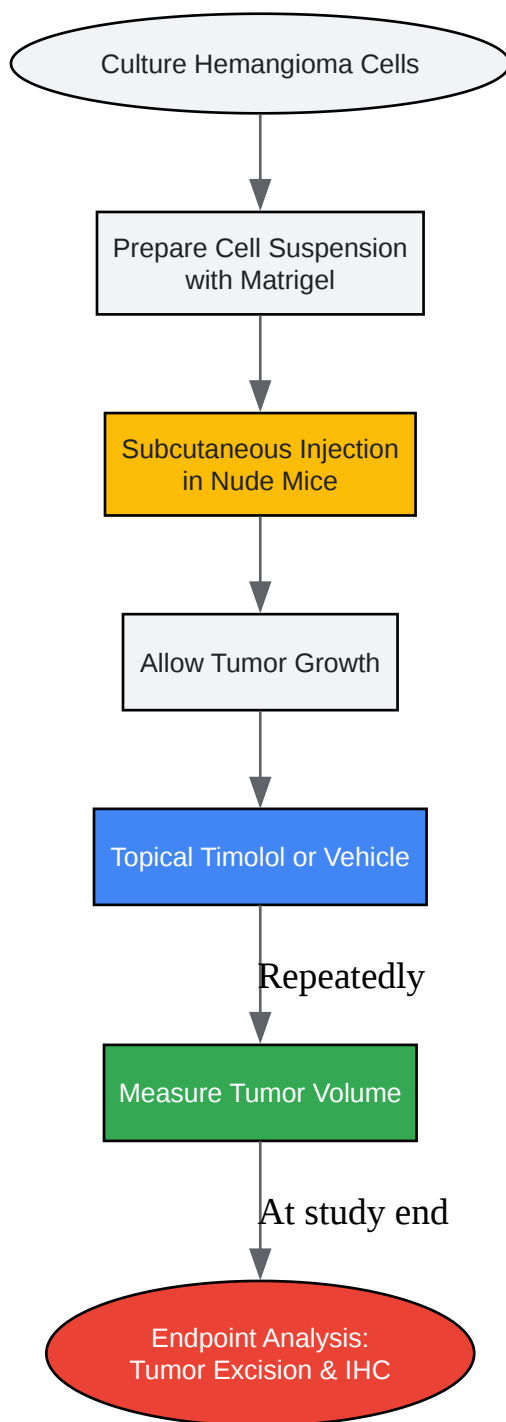 Culture Hemangioma Cells
Prepare Cell Suspension
with Matrigel
Subcutaneous Injection
in Nude Mice
Allow Tumor Growth
Topical Timolol or Vehicle
Repeatedly
Measure Tumor Volume
At study end
Endpoint Analysis:
Tumor Excision & IHC